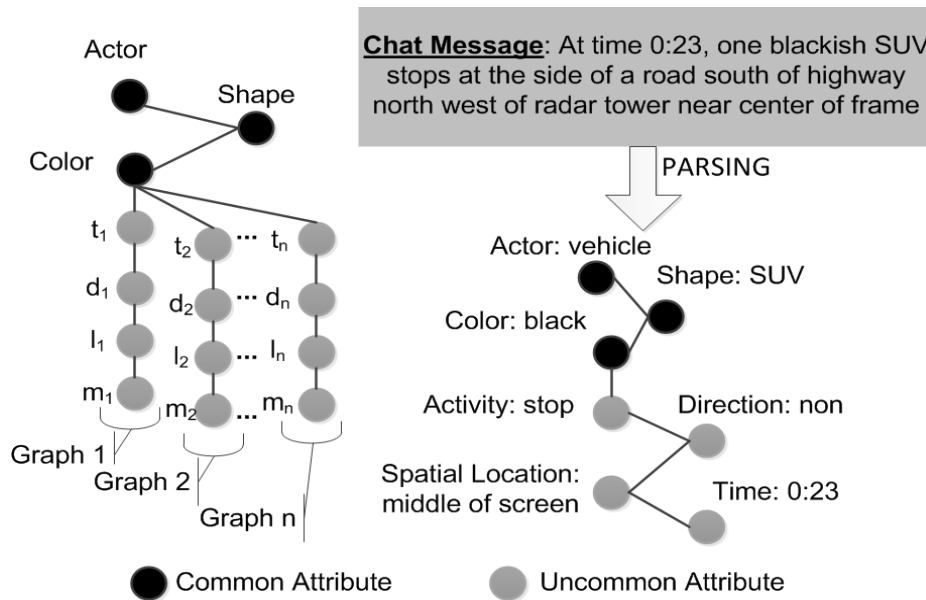 Actor
Shape
Color
t1
t2
...
tn
d1
d2
...
dn
l1
l2
...
ln
m1
m2
...
mn
Graph 1
Graph 2
Graph n
Chat Message: At time 0:23, one blackish SUV
stops at the side of a road south of highway
north west of radar tower near center of frame
PARSING
Actor: vehicle
Shape: SUV
Color: black
Activity: stop
Direction: non
Spatial Location:
middle of screen
Time: 0:23
Common Attribute
Uncommon Attribute